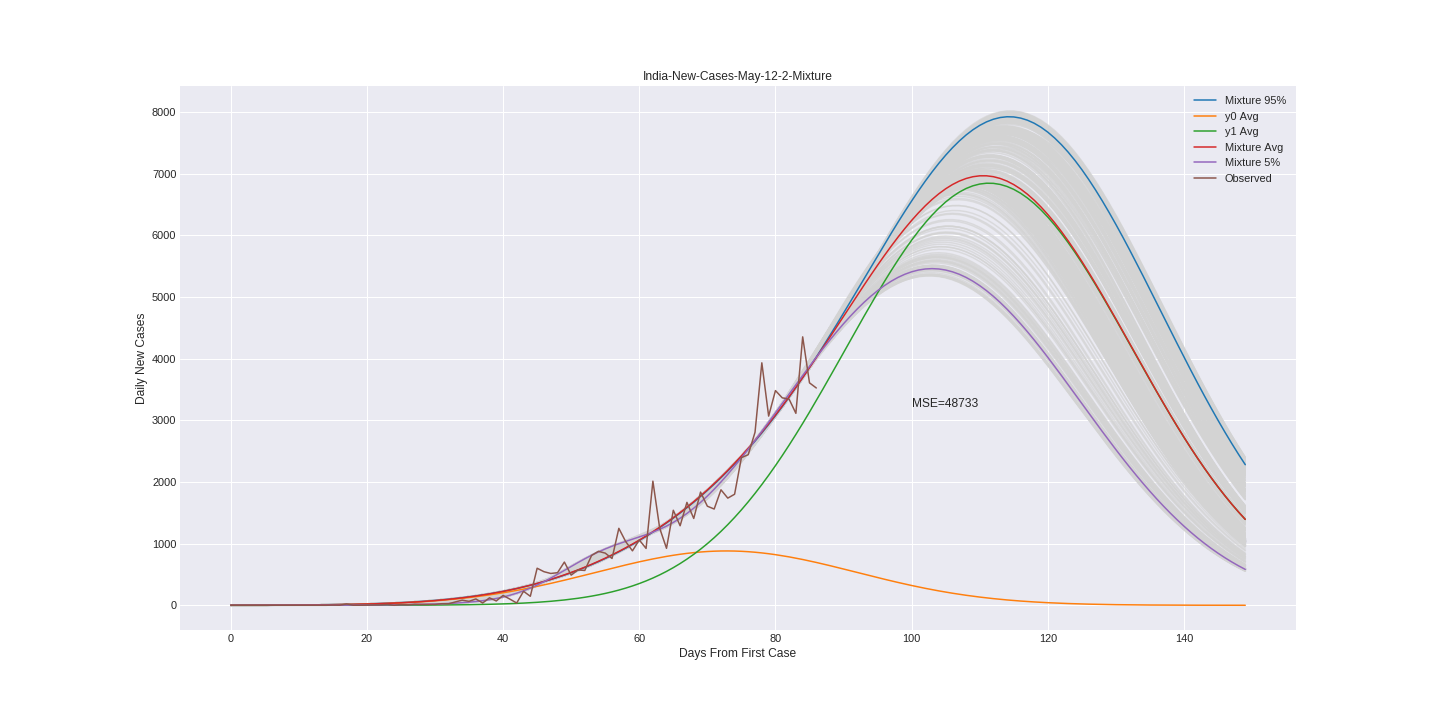 India-New-Cases-May-12-2-Mixture
Mixture 95%
y0 Avg
y1 Avg
Mixture Avg
Mixture 5%
Observed
8000
7000
6000
5000
4000
3000
2000
1000
0
Daily New Cases
MSE=48733
0 20 40 60 80 100 120 140
Days From First Case